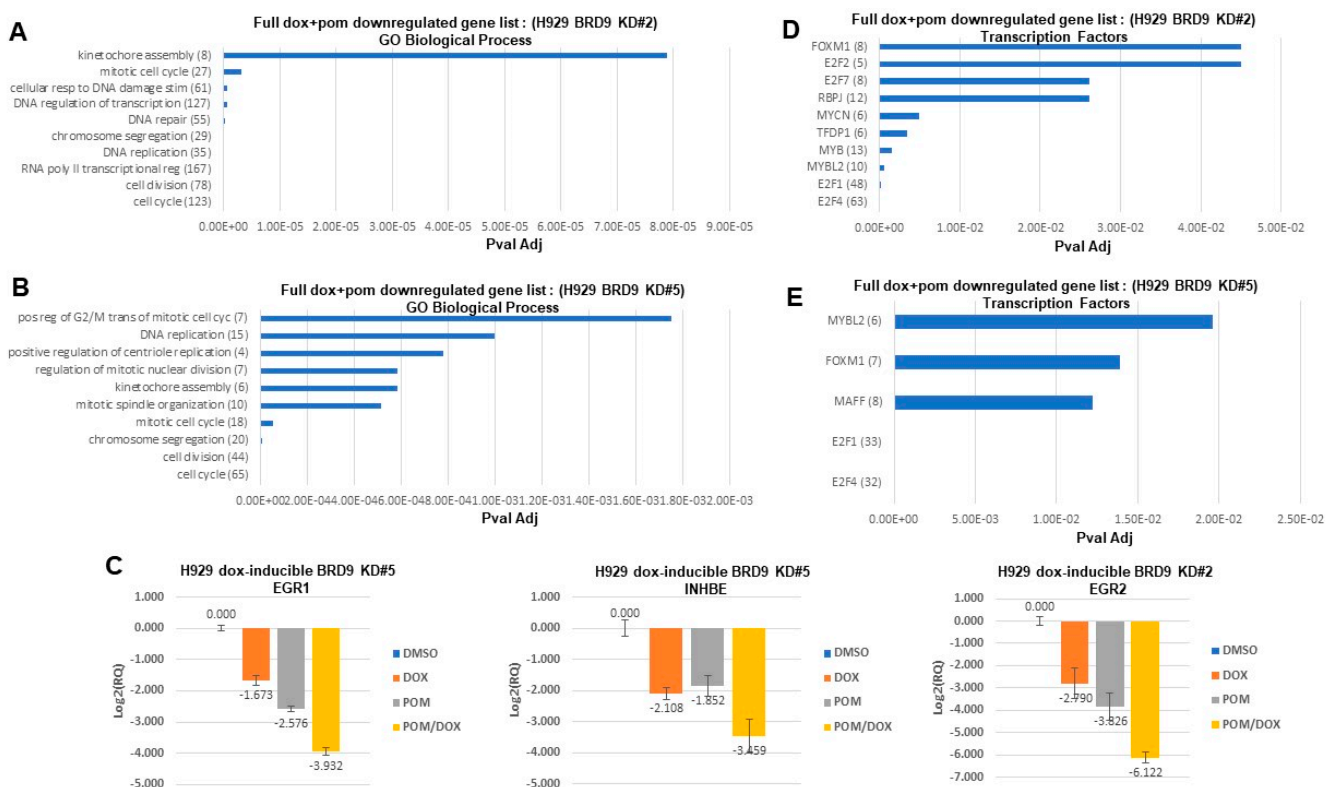 A
Full dox+pom downregulated gene list : (H929 BRD9 KD#2)
GO Biological Process
kinetochore assembly (8)
mitotic cell cycle (27)
cellular resp to DNA damage stim (61)
DNA regulation of transcription (127)
DNA repair (55)
chromosome segregation (29)
DNA replication (35)
RNA poly II transcriptional reg (167)
cell division (78)
cell cycle (123)
0.00E+00 1.00E-05 2.00E-05 3.00E-05 4.00E-05 5.00E-05 6.00E-05 7.00E-05 8.00E-05 9.00E-05
Pval Adj
D
Full dox+pom downregulated gene list : (H929 BRD9 KD#2)
Transcription Factors
FOXM1 (8)
E2F2 (5)
E2F7 (8)
RBPJ (12)
MYCN (6)
TFDP1 (6)
MYB (13)
MYBL2 (10)
E2F1 (48)
E2F4 (63)
0.00E+00 1.00E-02 2.00E-02 3.00E-02 4.00E-02 5.00E-02
Pval Adj
B
Full dox+pom downregulated gene list : (H929 BRD9 KD#5)
GO Biological Process
pos reg of G2/M trans of mitotic cell cyc (7)
DNA replication (15)
positive regulation of centriole replication (4)
regulation of mitotic nuclear division (7)
kinetochore assembly (6)
mitotic spindle organization (10)
mitotic cell cycle (18)
chromosome segregation (20)
cell division (44)
cell cycle (65)
0.00E+002.00E-044.00E-046.00E-048.00E-041.00E-031.20E-031.40E-031.60E-031.80E-032.00E-03
Pval Adj
E
Full dox+pom downregulated gene list : (H929 BRD9 KD#5)
Transcription Factors
MYBL2 (6)
FOXM1 (7)
MAFF (8)
E2F1 (33)
E2F4 (32)
0.00E+00 5.00E-03 1.00E-02 1.50E-02 2.00E-02 2.50E-02
Pval Adj
C
H929 dox-inducible BRD9 KD#5
EGR1
Log2(RQ)
1.000
0.000
-1.000
-2.000
-3.000
-4.000
-5.000
0.000
-1.673
-2.576
-3.932
DMSO
DOX
POM
POM/DOX
H929 dox-inducible BRD9 KD#5
INHBE
Log2(RQ)
1.000
0.000
-1.000
-2.000
-3.000
-4.000
-5.000
0.000
-2.108
-1.852
-3.459
DMSO
DOX
POM
POM/DOX
H929 dox-inducible BRD9 KD#2
EGR2
Log2(RQ)
1.000
0.000
-1.000
-2.000
-3.000
-4.000
-5.000
-6.000
-7.000
0.000
-2.790
-3.826
-6.122
DMSO
DOX
POM
POM/DOX